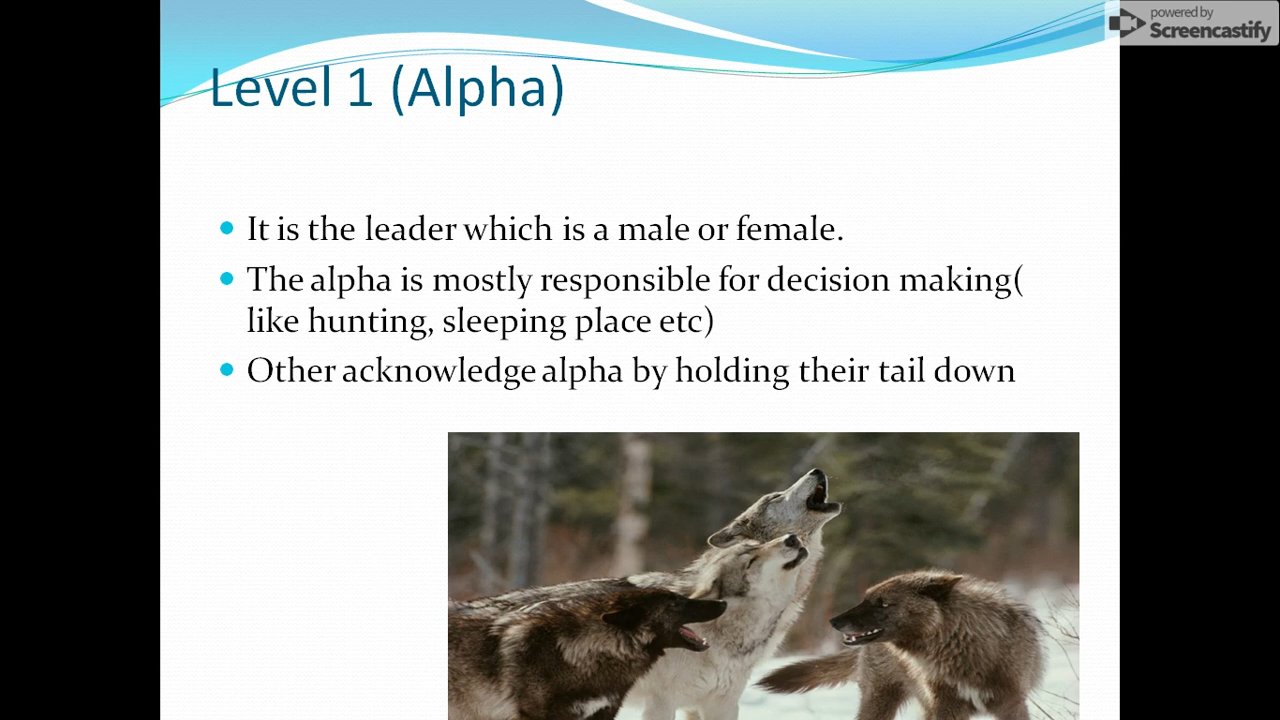 powered by
Screencastify
Level 1 (Alpha)
It is the leader which is a male or female.
The alpha is mostly responsible for decision making(
like hunting, sleeping place etc)
Other acknowledge alpha by holding their tail down